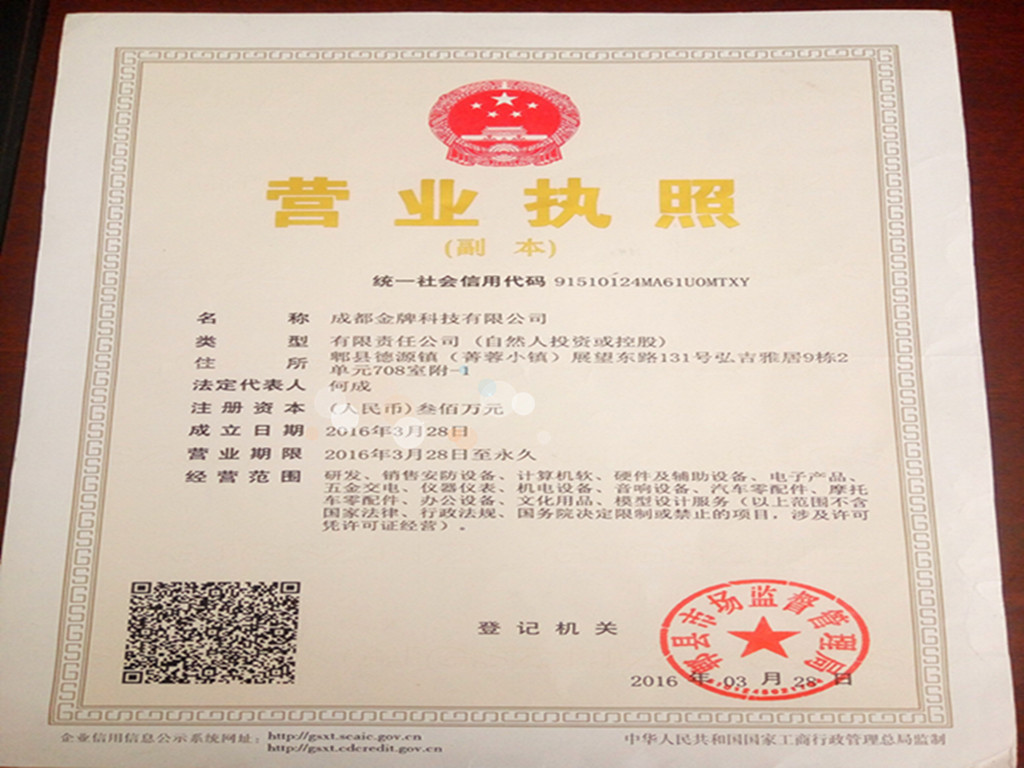 营业执照
(副 本)
统一社会信用代码 91510124MA61U0MTXY
名 称 成都金牌科技有限公司
类 型 有限责任公司（自然人投资或控股）
住 所 郫县德源镇（菁蓉小镇）展望东路131号弘吉雅居9栋2
单元708室附-1
法定代表人 何成
注册资本 (人民币)叁佰万元
成立日期 2016年3月28日
营业期限 2016年3月28日至永久
经营范围 研发、销售安防设备、计算机软、硬件及辅助设备、电子产品、
五金交电、仪器仪表、机电设备、音响设备、汽车零配件、摩托
车零配件、办公设备、文化用品、模型设计服务（以上范围不含
国家法律、行政法规、国务院决定限制或禁止的项目，涉及许可
凭许可证经营）。
登记机关
郫县市场监督管理局
2016 年 03 月 28 日
企业信用信息公示系统网址：http://gsxt.scaic.gov.cn
http://gsxt.cdcredit.gov.cn
中华人民共和国国家工商行政管理总局监制